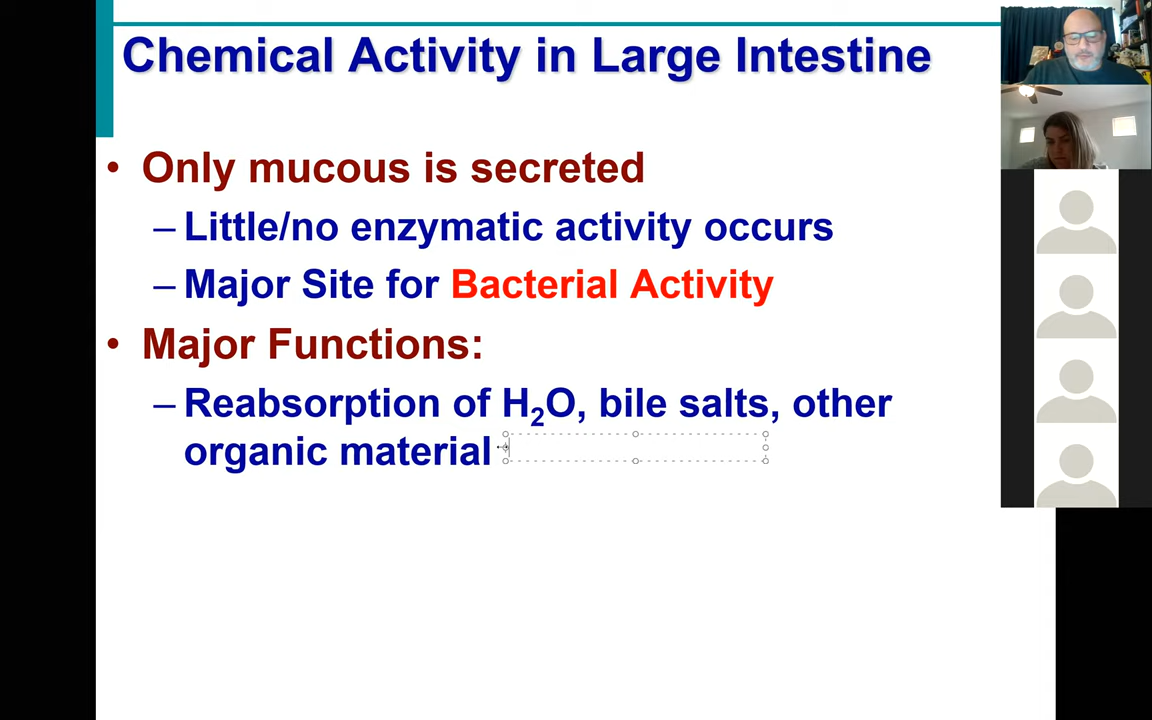 Chemical Activity in Large Intestine
• Only mucous is secreted
– Little/no enzymatic activity occurs
– Major Site for Bacterial Activity
• Major Functions:
– Reabsorption of H₂O, bile salts, other
organic material